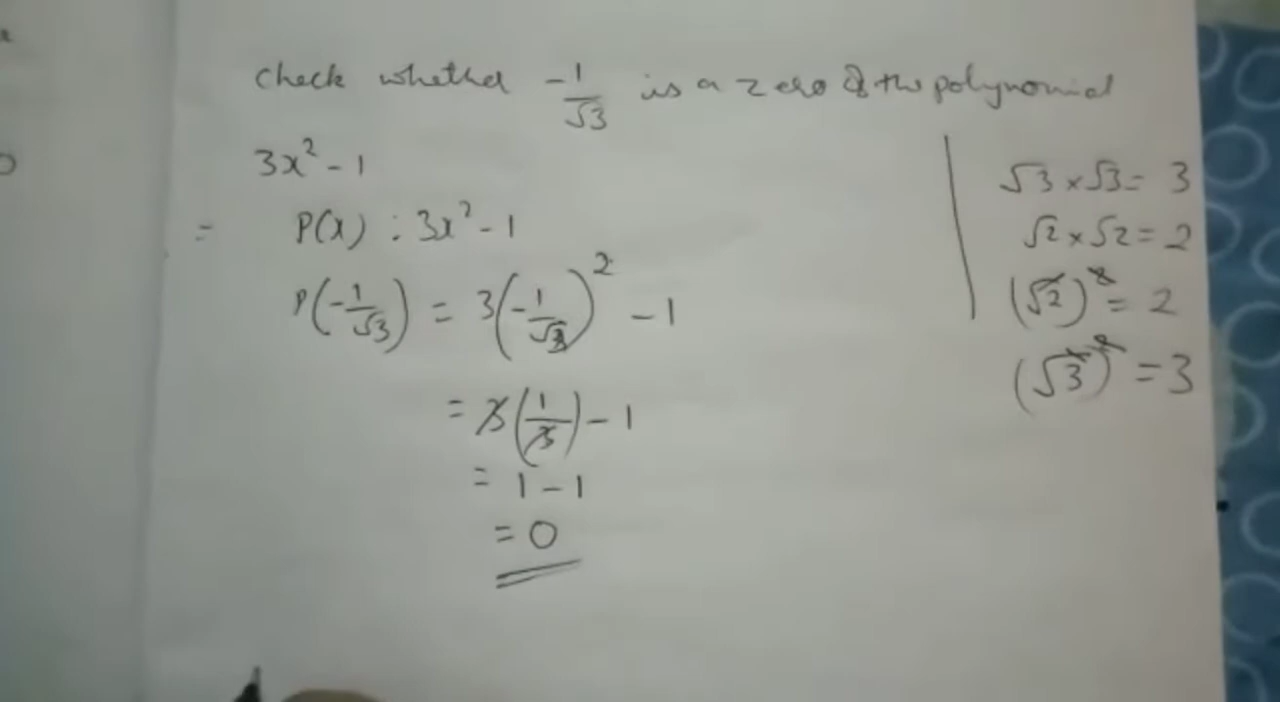 check whether -1/√3 is a zero of the polynomial
3x² - 1
= P(x) : 3x² - 1
P(-1/√3) = 3(-1/√3)² - 1
= 3(1/3) - 1
= 1 - 1
= 0
√3 × √3 = 3
√2 × √2 = 2
(√2)² = 2
(√3)² = 3